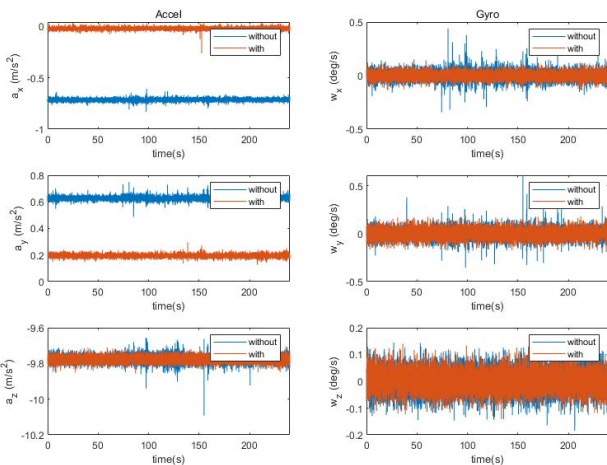 Accel
a_x (m/s^2)
0
-0.5
-1
0 50 100 150 200
time(s)
without
with
Gyro
w_x (deg/s)
0.5
0
-0.5
0 50 100 150 200
time(s)
without
with
a_y (m/s^2)
0.8
0.6
0.4
0.2
0
0 50 100 150 200
time(s)
without
with
w_y (deg/s)
0.5
0
-0.5
0 50 100 150 200
time(s)
without
with
a_z (m/s^2)
-9.6
-9.8
-10
-10.2
0 50 100 150 200
time(s)
without
with
w_z (deg/s)
0.2
0.1
0
-0.1
-0.2
0 50 100 150 200
time(s)
without
with